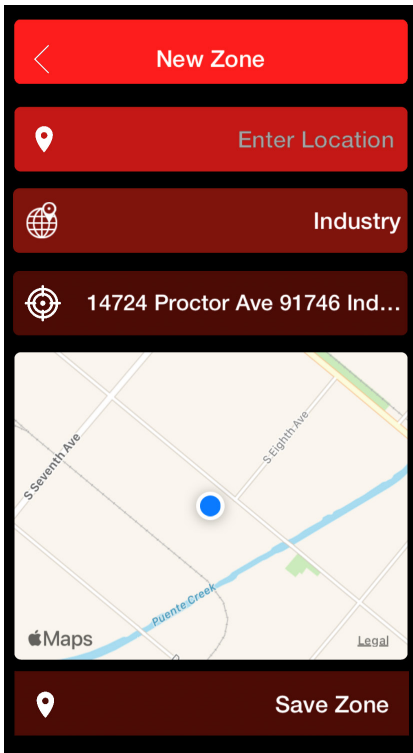 New Zone
Enter Location
Industry
14724 Proctor Ave 91746 Ind...
S Seventh Ave
S Eighth Ave
Puente Creek
Maps
Legal
Save Zone